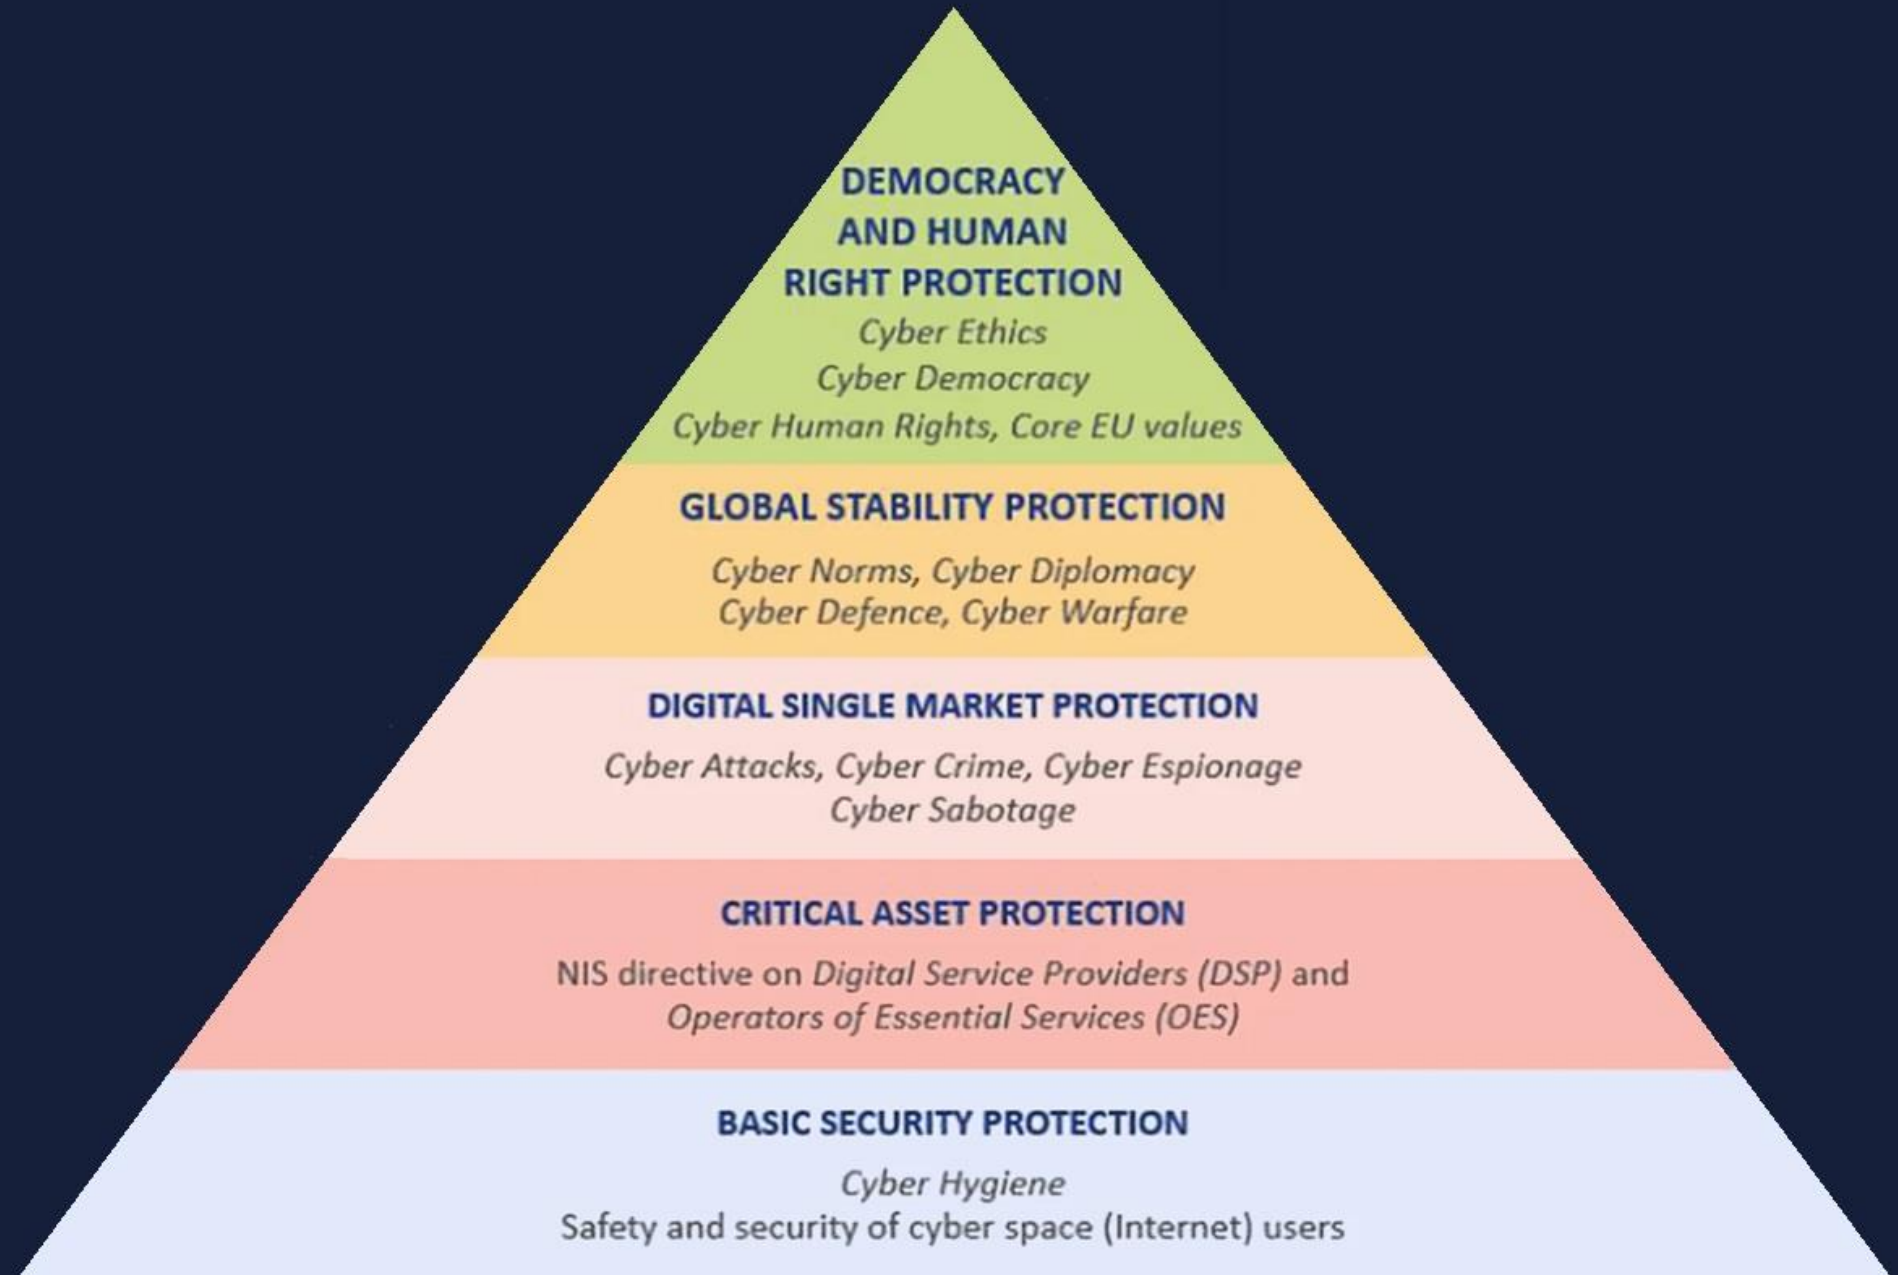 DEMOCRACY
AND HUMAN
RIGHT PROTECTION
Cyber Ethics
Cyber Democracy
Cyber Human Rights, Core EU values
GLOBAL STABILITY PROTECTION
Cyber Norms, Cyber Diplomacy
Cyber Defence, Cyber Warfare
DIGITAL SINGLE MARKET PROTECTION
Cyber Attacks, Cyber Crime, Cyber Espionage
Cyber Sabotage
CRITICAL ASSET PROTECTION
NIS directive on Digital Service Providers (DSP) and
Operators of Essential Services (OES)
BASIC SECURITY PROTECTION
Cyber Hygiene
Safety and security of cyber space (Internet) users